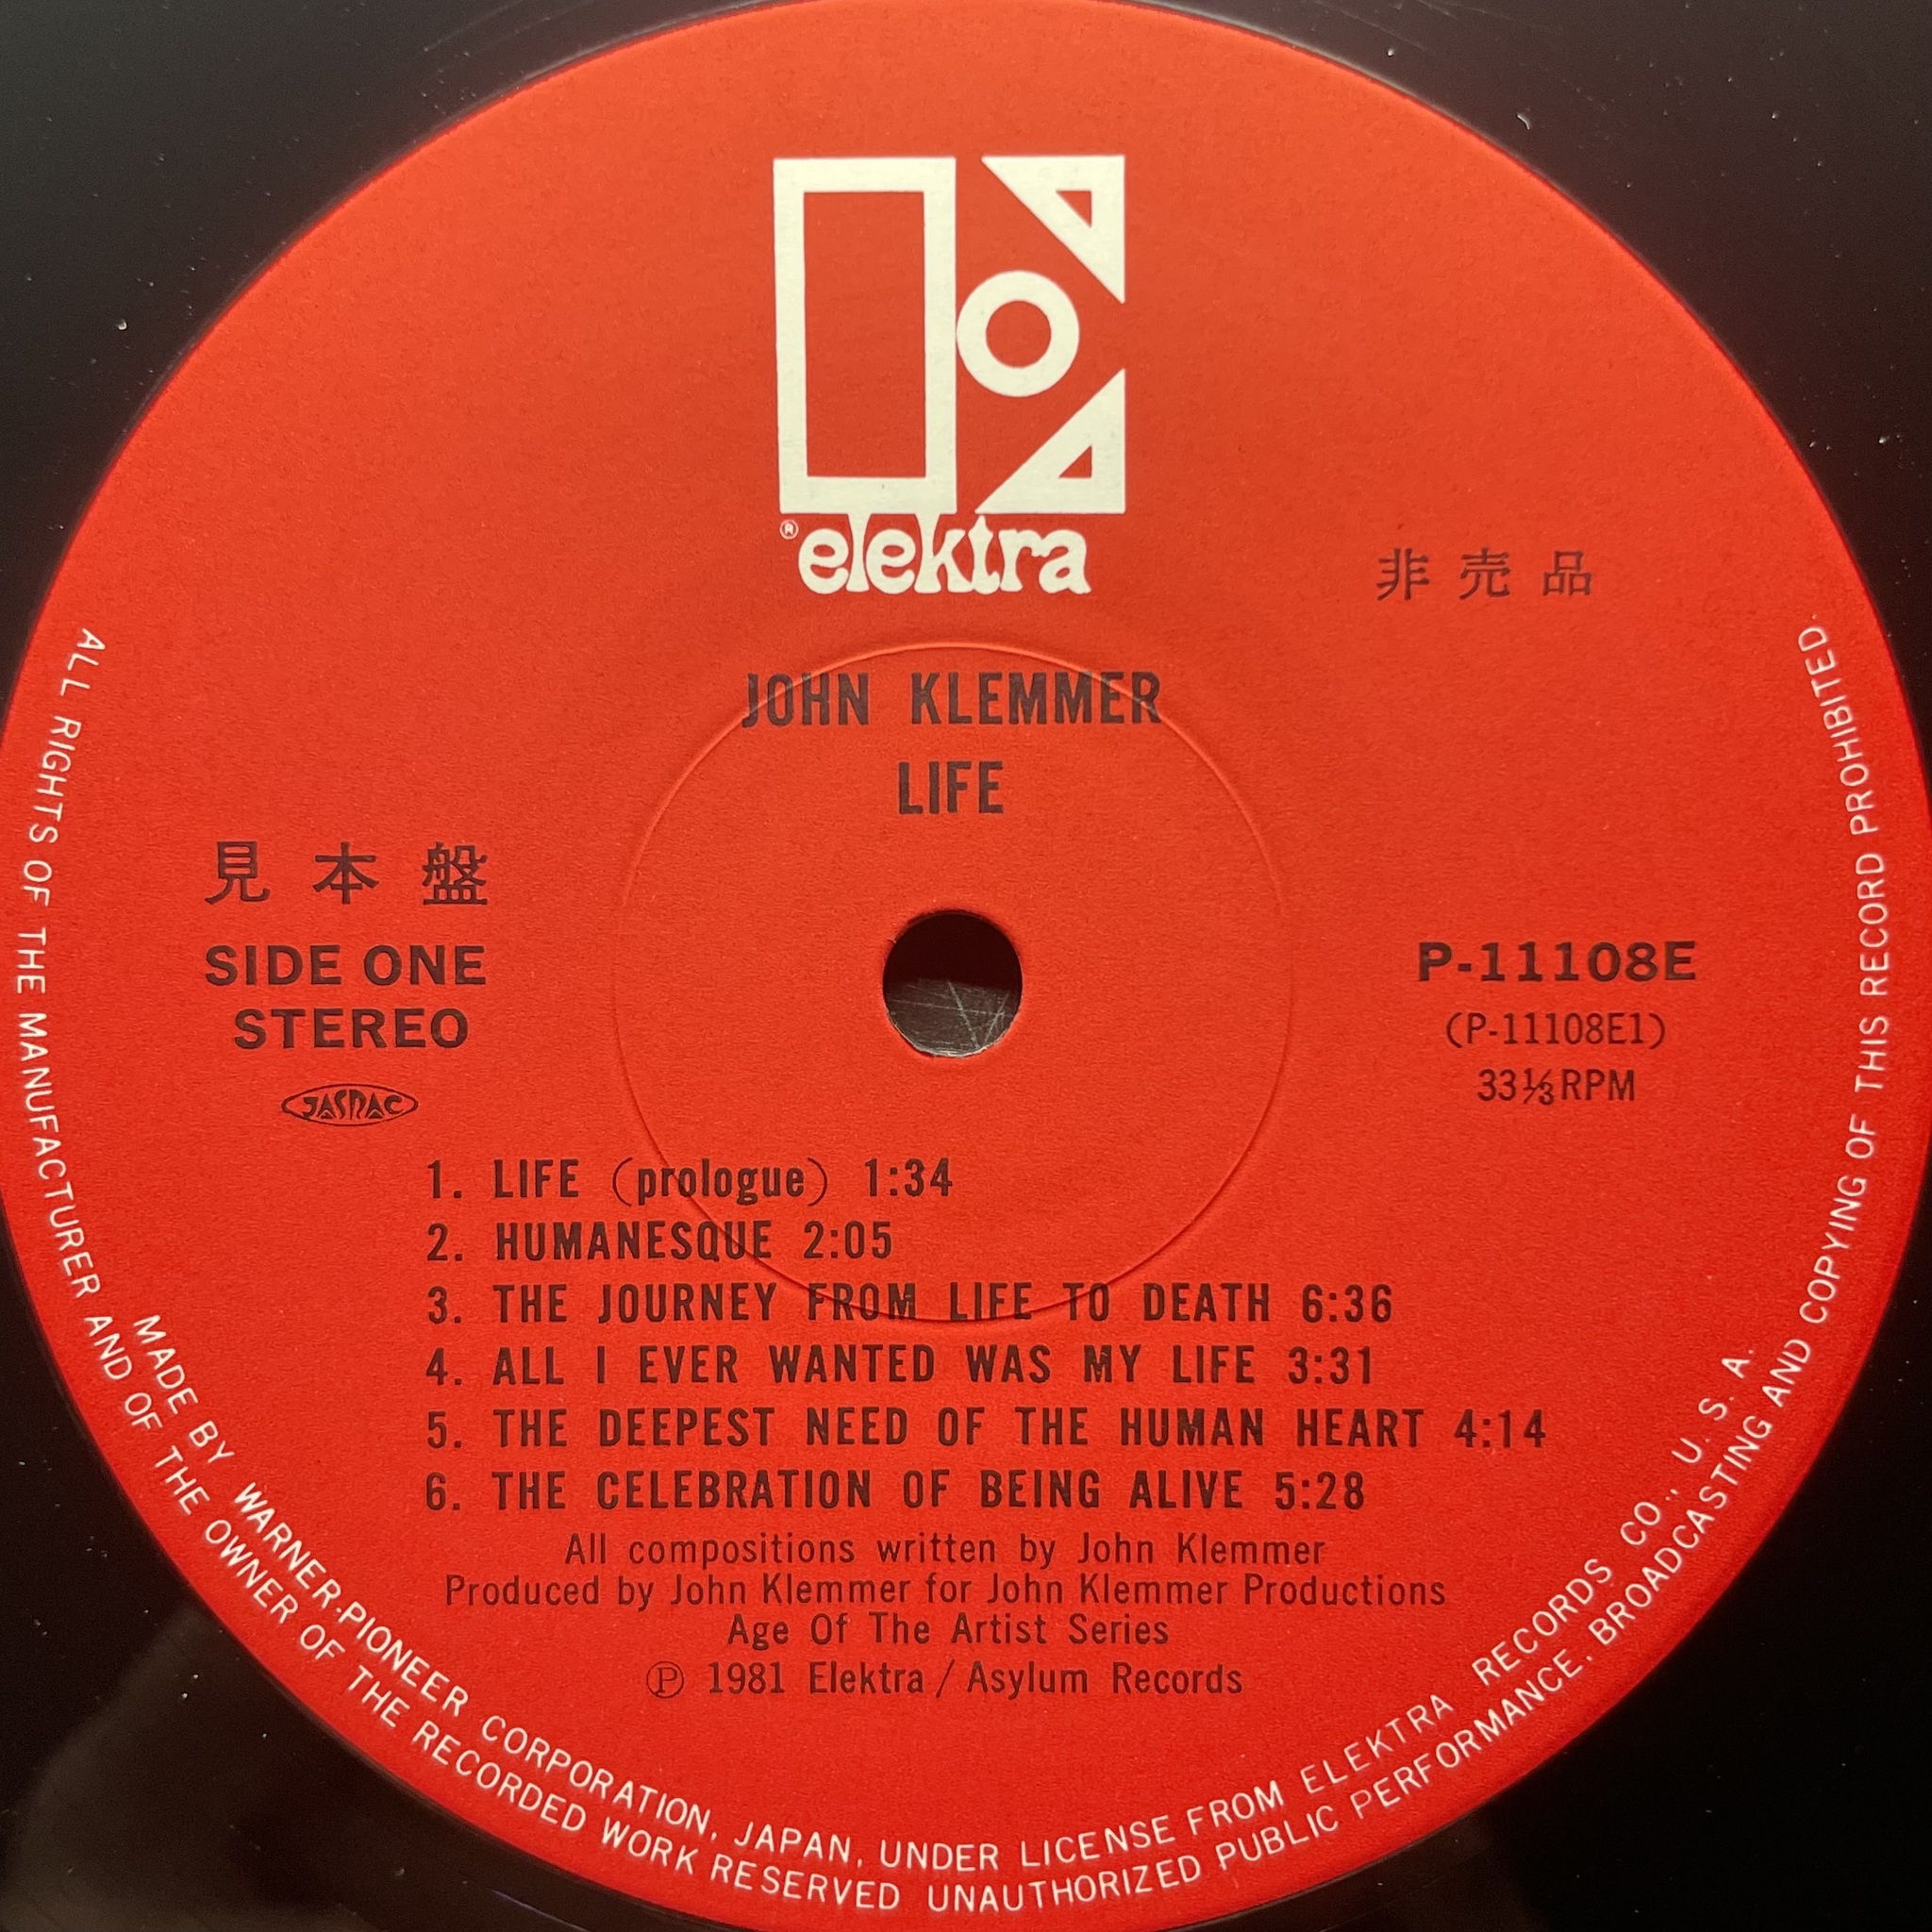 ® elektra
非売品
JOHN KLEMMER
LIFE
見本盤
SIDE ONE
STEREO
JASRAC
P-11108E
(P-11108E1)
33⅓RPM
1. LIFE (prologue) 1:34
2. HUMANESQUE 2:05
3. THE JOURNEY FROM LIFE TO DEATH 6:36
4. ALL I EVER WANTED WAS MY LIFE 3:31
5. THE DEEPEST NEED OF THE HUMAN HEART 4:14
6. THE CELEBRATION OF BEING ALIVE 5:28
All compositions written by John Klemmer
Produced by John Klemmer for John Klemmer Productions
Age Of The Artist Series
℗ 1981 Elektra / Asylum Records
MADE BY WARNER-PIONEER CORPORATION, JAPAN, UNDER LICENSE FROM ELEKTRA RECORDS CO., U. S. A.
ALL RIGHTS OF THE MANUFACTURER AND OF THE OWNER OF THE RECORDED WORK RESERVED UNAUTHORIZED PUBLIC PERFORMANCE, BROADCASTING AND COPYING OF THIS RECORD PROHIBITED.